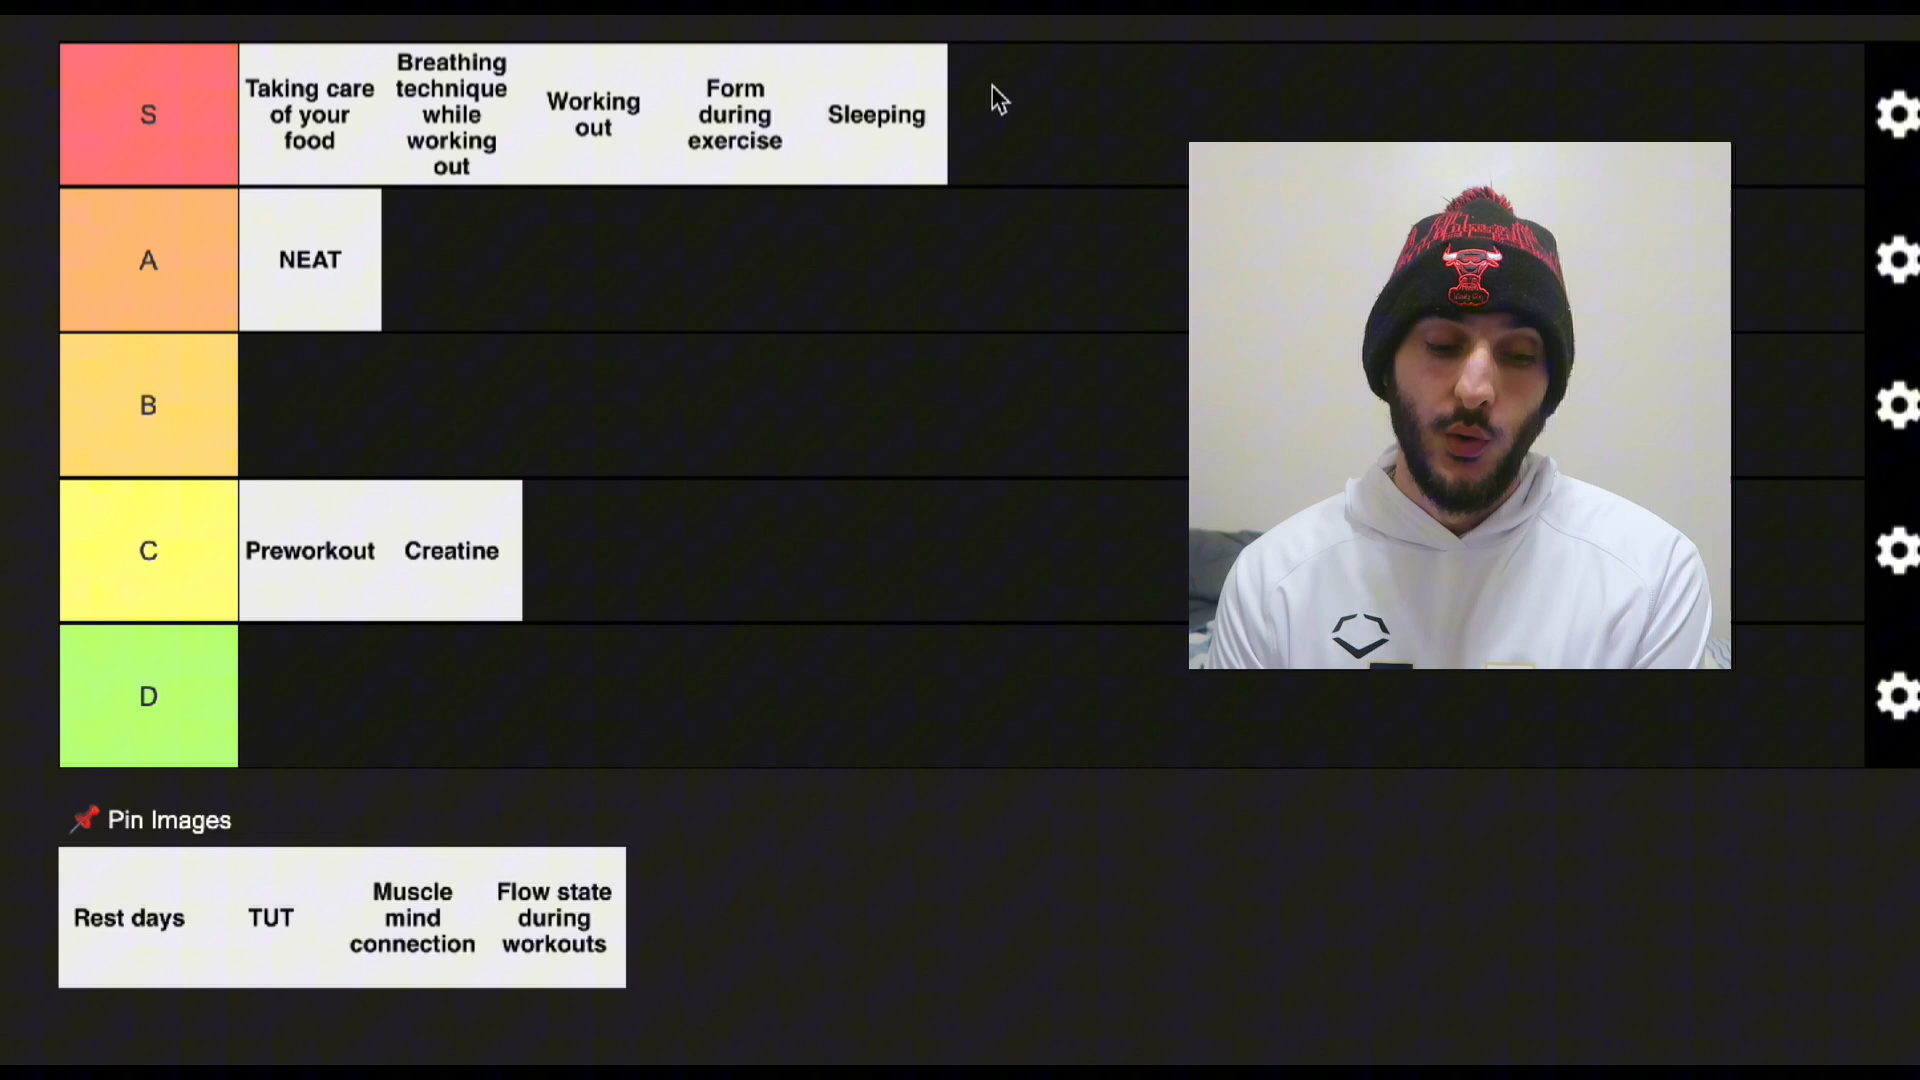 S
Taking care
of your
food
Breathing
technique
while
working
out
Working
out
Form
during
exercise
Sleeping
A
NEAT
B
C
Preworkout
Creatine
D
📌 Pin Images
Rest days
TUT
Muscle
mind
connection
Flow state
during
workouts